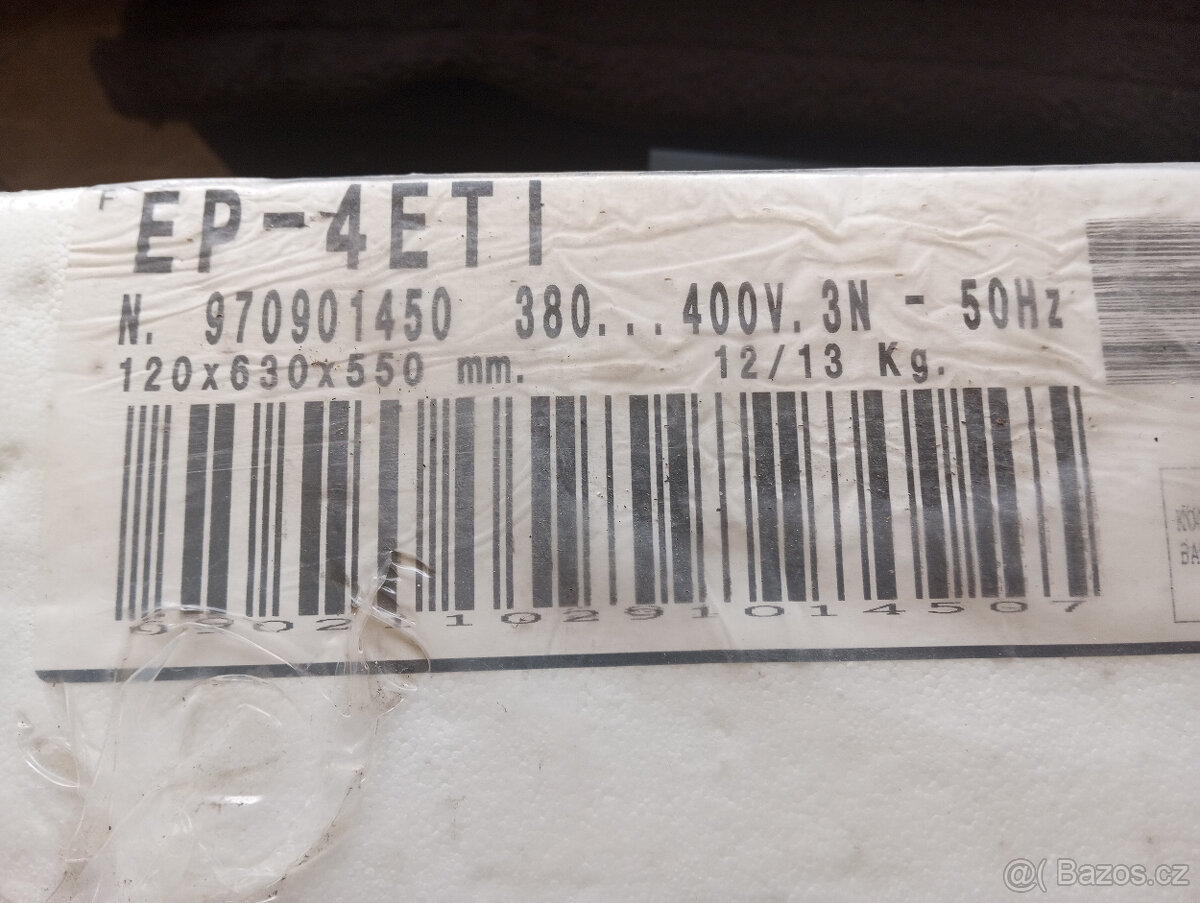 F EP-4ETI
N. 970901450 380...400V.3N - 50Hz
120x630x550 mm. 12/13 Kg.
@( Bazos.cz